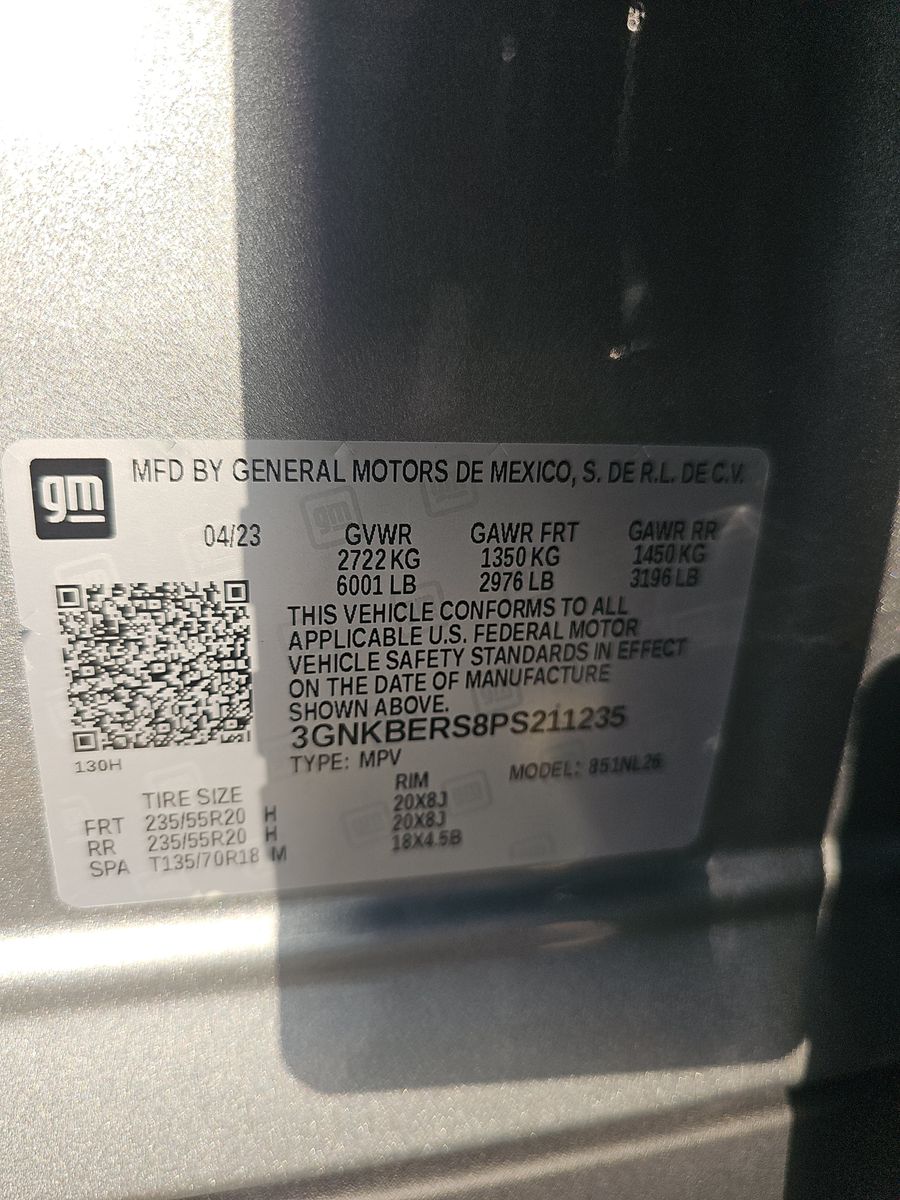 gm
MFD BY GENERAL MOTORS DE MEXICO, S. DE R.L. DE C.V.
04/23 GVWR GAWR FRT GAWR RR
2722 KG 1350 KG 1450 KG
6001 LB 2976 LB 3196 LB
THIS VEHICLE CONFORMS TO ALL
APPLICABLE U.S. FEDERAL MOTOR
VEHICLE SAFETY STANDARDS IN EFFECT
ON THE DATE OF MANUFACTURE
SHOWN ABOVE.
3GNKBERS8PS211235
130H
TYPE: MPV MODEL: 851NL26
TIRE SIZE RIM
FRT 235/55R20 H 20X8J
RR 235/55R20 H 20X8J
SPA T135/70R18 M 18X4.5B